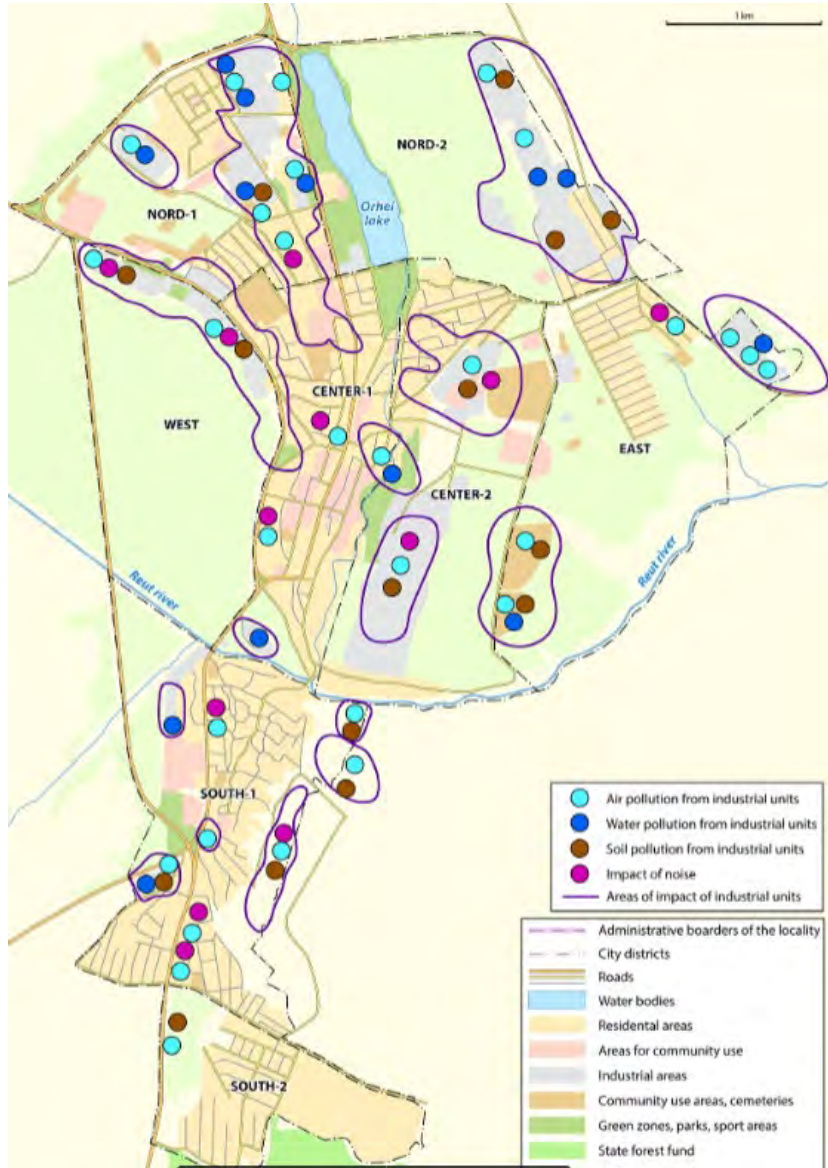 1 km
NORD-2
Orhei
lake
NORD-1
CENTER-1
WEST
EAST
CENTER-2
Reut river
Reut river
SOUTH-1
SOUTH-2
Air pollution from industrial units
Water pollution from industrial units
Soil pollution from industrial units
Impact of noise
Areas of impact of industrial units
Administrative boarders of the locality
City districts
Roads
Water bodies
Residental areas
Areas for community use
Industrial areas
Community use areas, cemeteries
Green zones, parks, sport areas
State forest fund